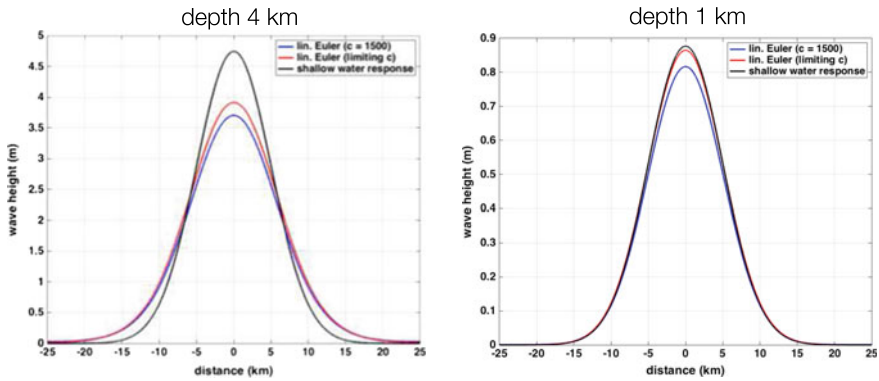 depth 4 km
5
4.5
4
3.5
3
2.5
2
1.5
1
0.5
0
wave height (m)
lin. Euler (c = 1500)
lin. Euler (limiting c)
shallow water response
-25 -20 -15 -10 -5 0 5 10 15 20 25
distance (km)
depth 1 km
0.9
0.8
0.7
0.6
0.5
0.4
0.3
0.2
0.1
0
wave height (m)
lin. Euler (c = 1500)
lin. Euler (limiting c)
shallow water response
-25 -20 -15 -10 -5 0 5 10 15 20 25
distance (km)